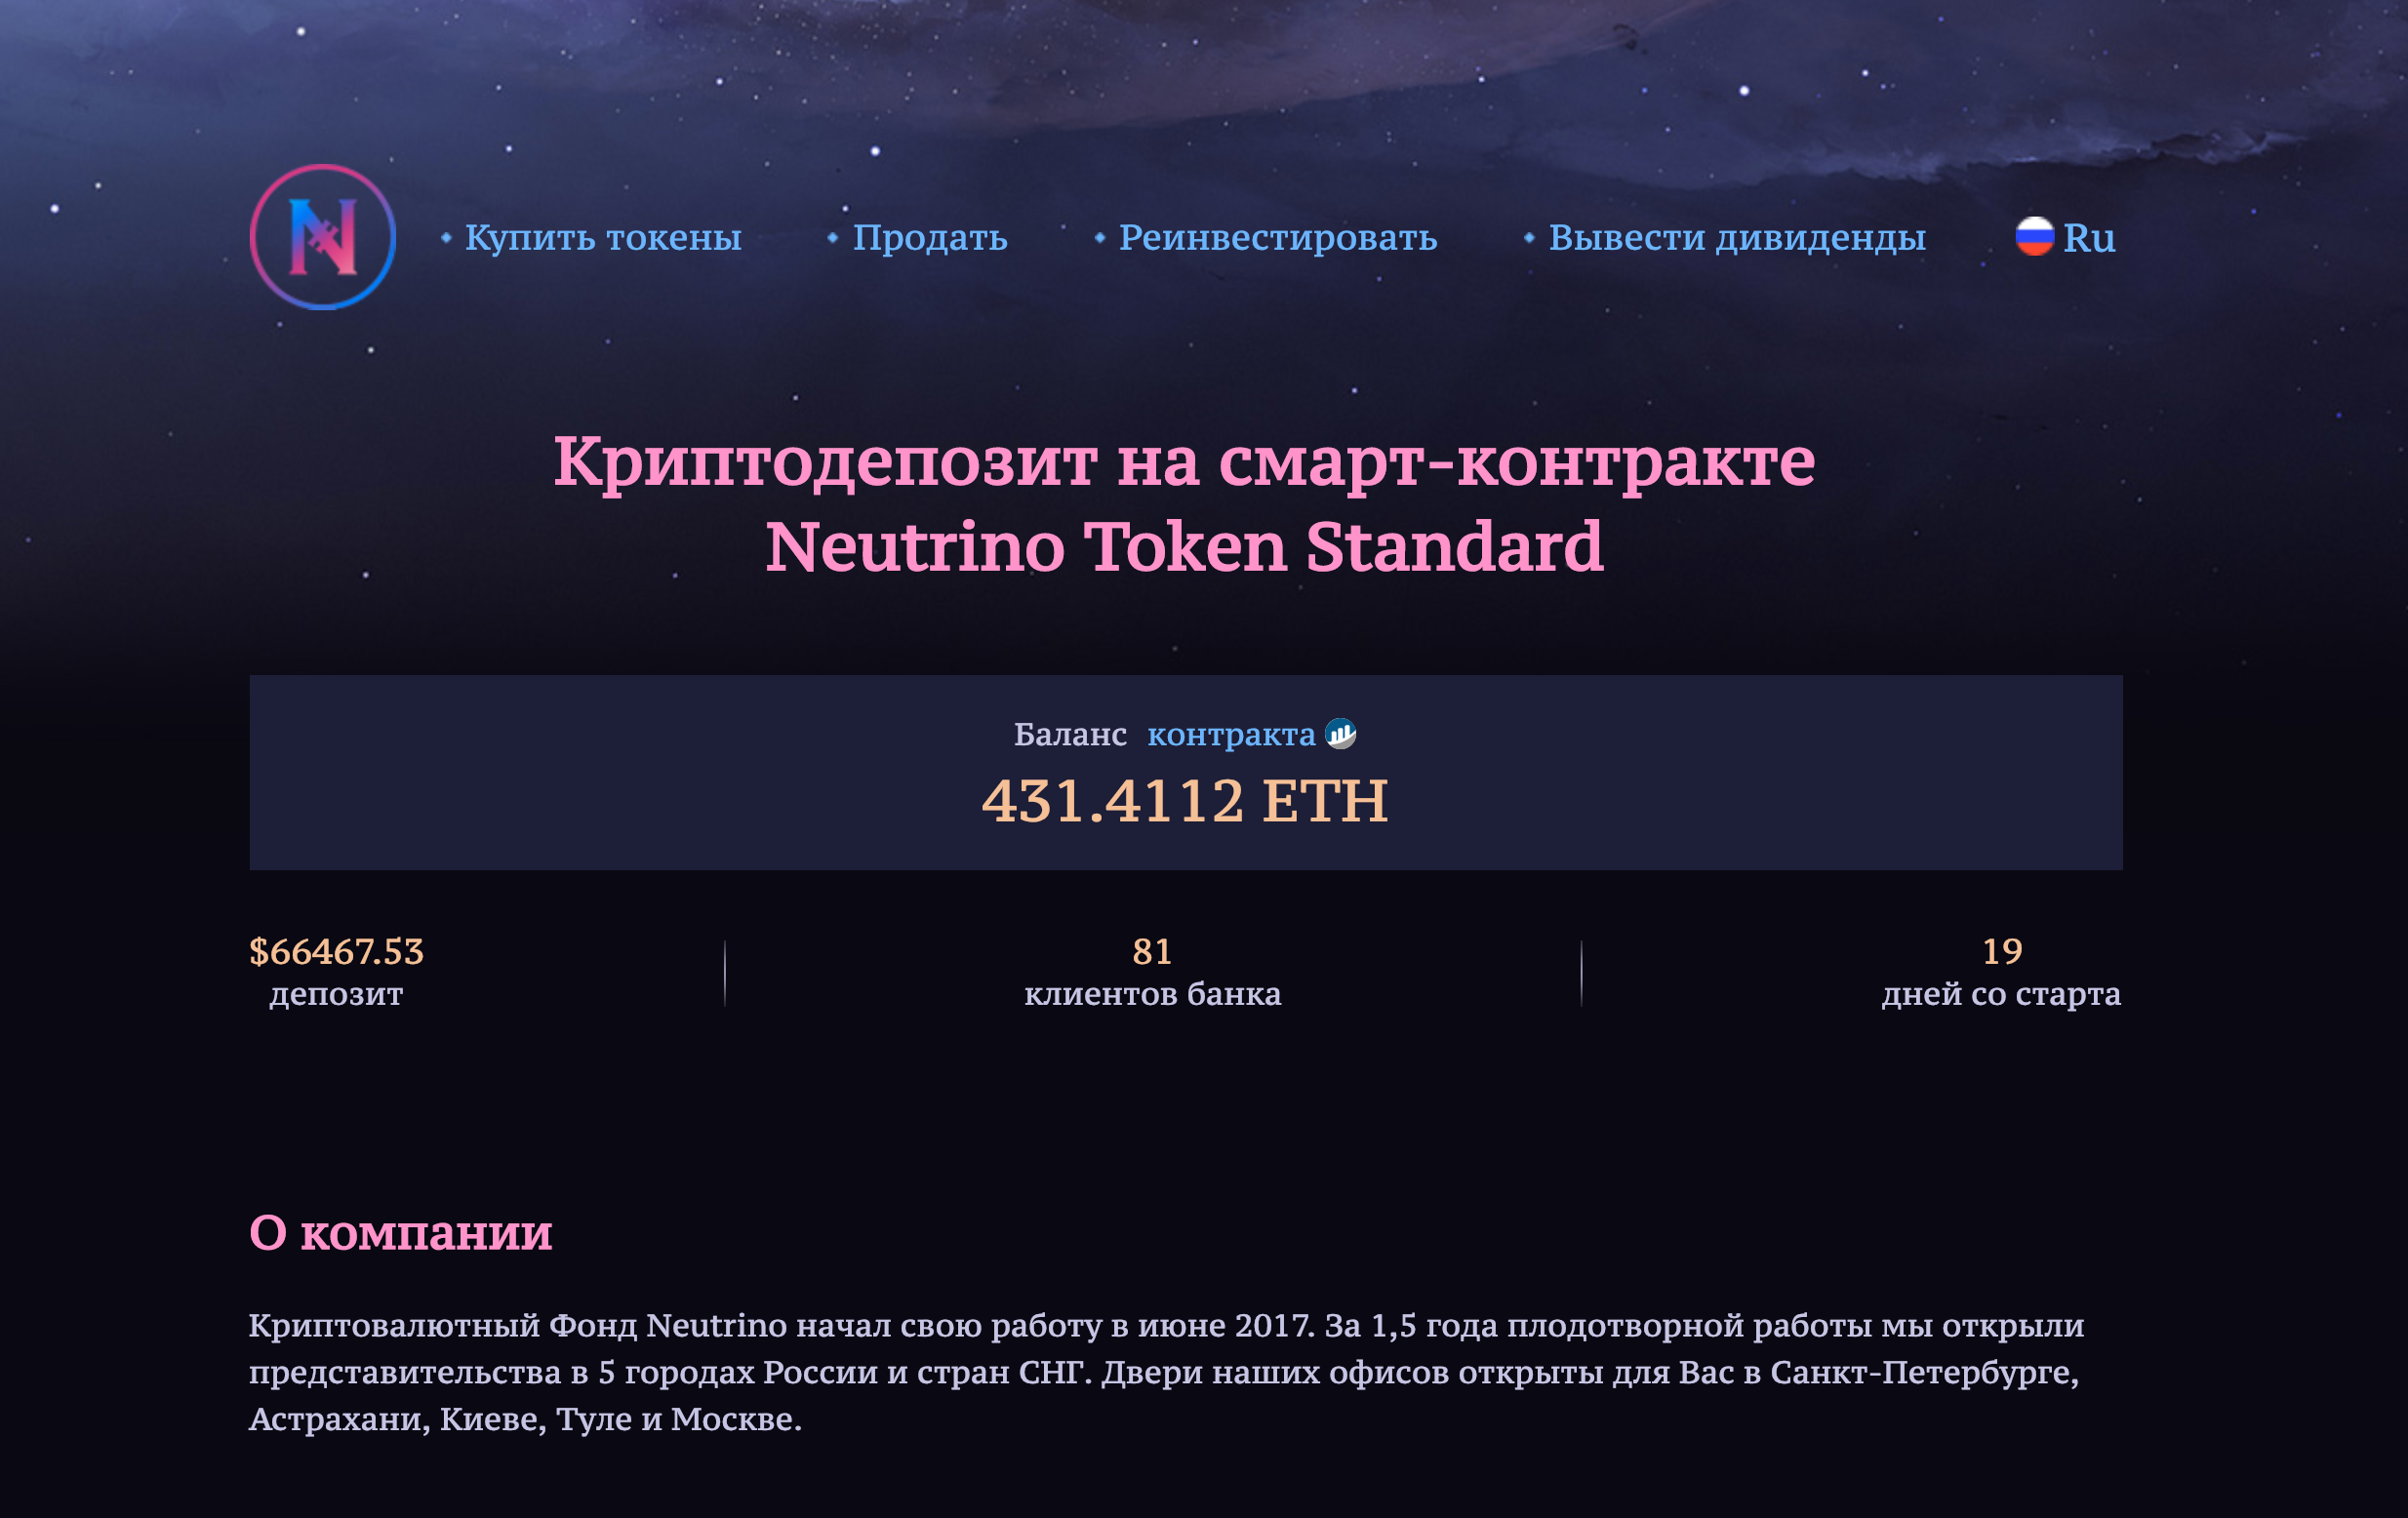 N
Купить токены
Продать
Реинвестировать
Вывести дивиденды
Ru
Криптодепозит на смарт-контракте
Neutrino Token Standard
Баланс контракта
431.4112 ETH
$66467.53
депозит
81
клиентов банка
19
дней со старта
О компании
Криптовалютный Фонд Neutrino начал свою работу в июне 2017. За 1,5 года плодотворной работы мы открыли
представительства в 5 городах России и стран СНГ. Двери наших офисов открыты для Вас в Санкт-Петербурге,
Астрахани, Киеве, Туле и Москве.